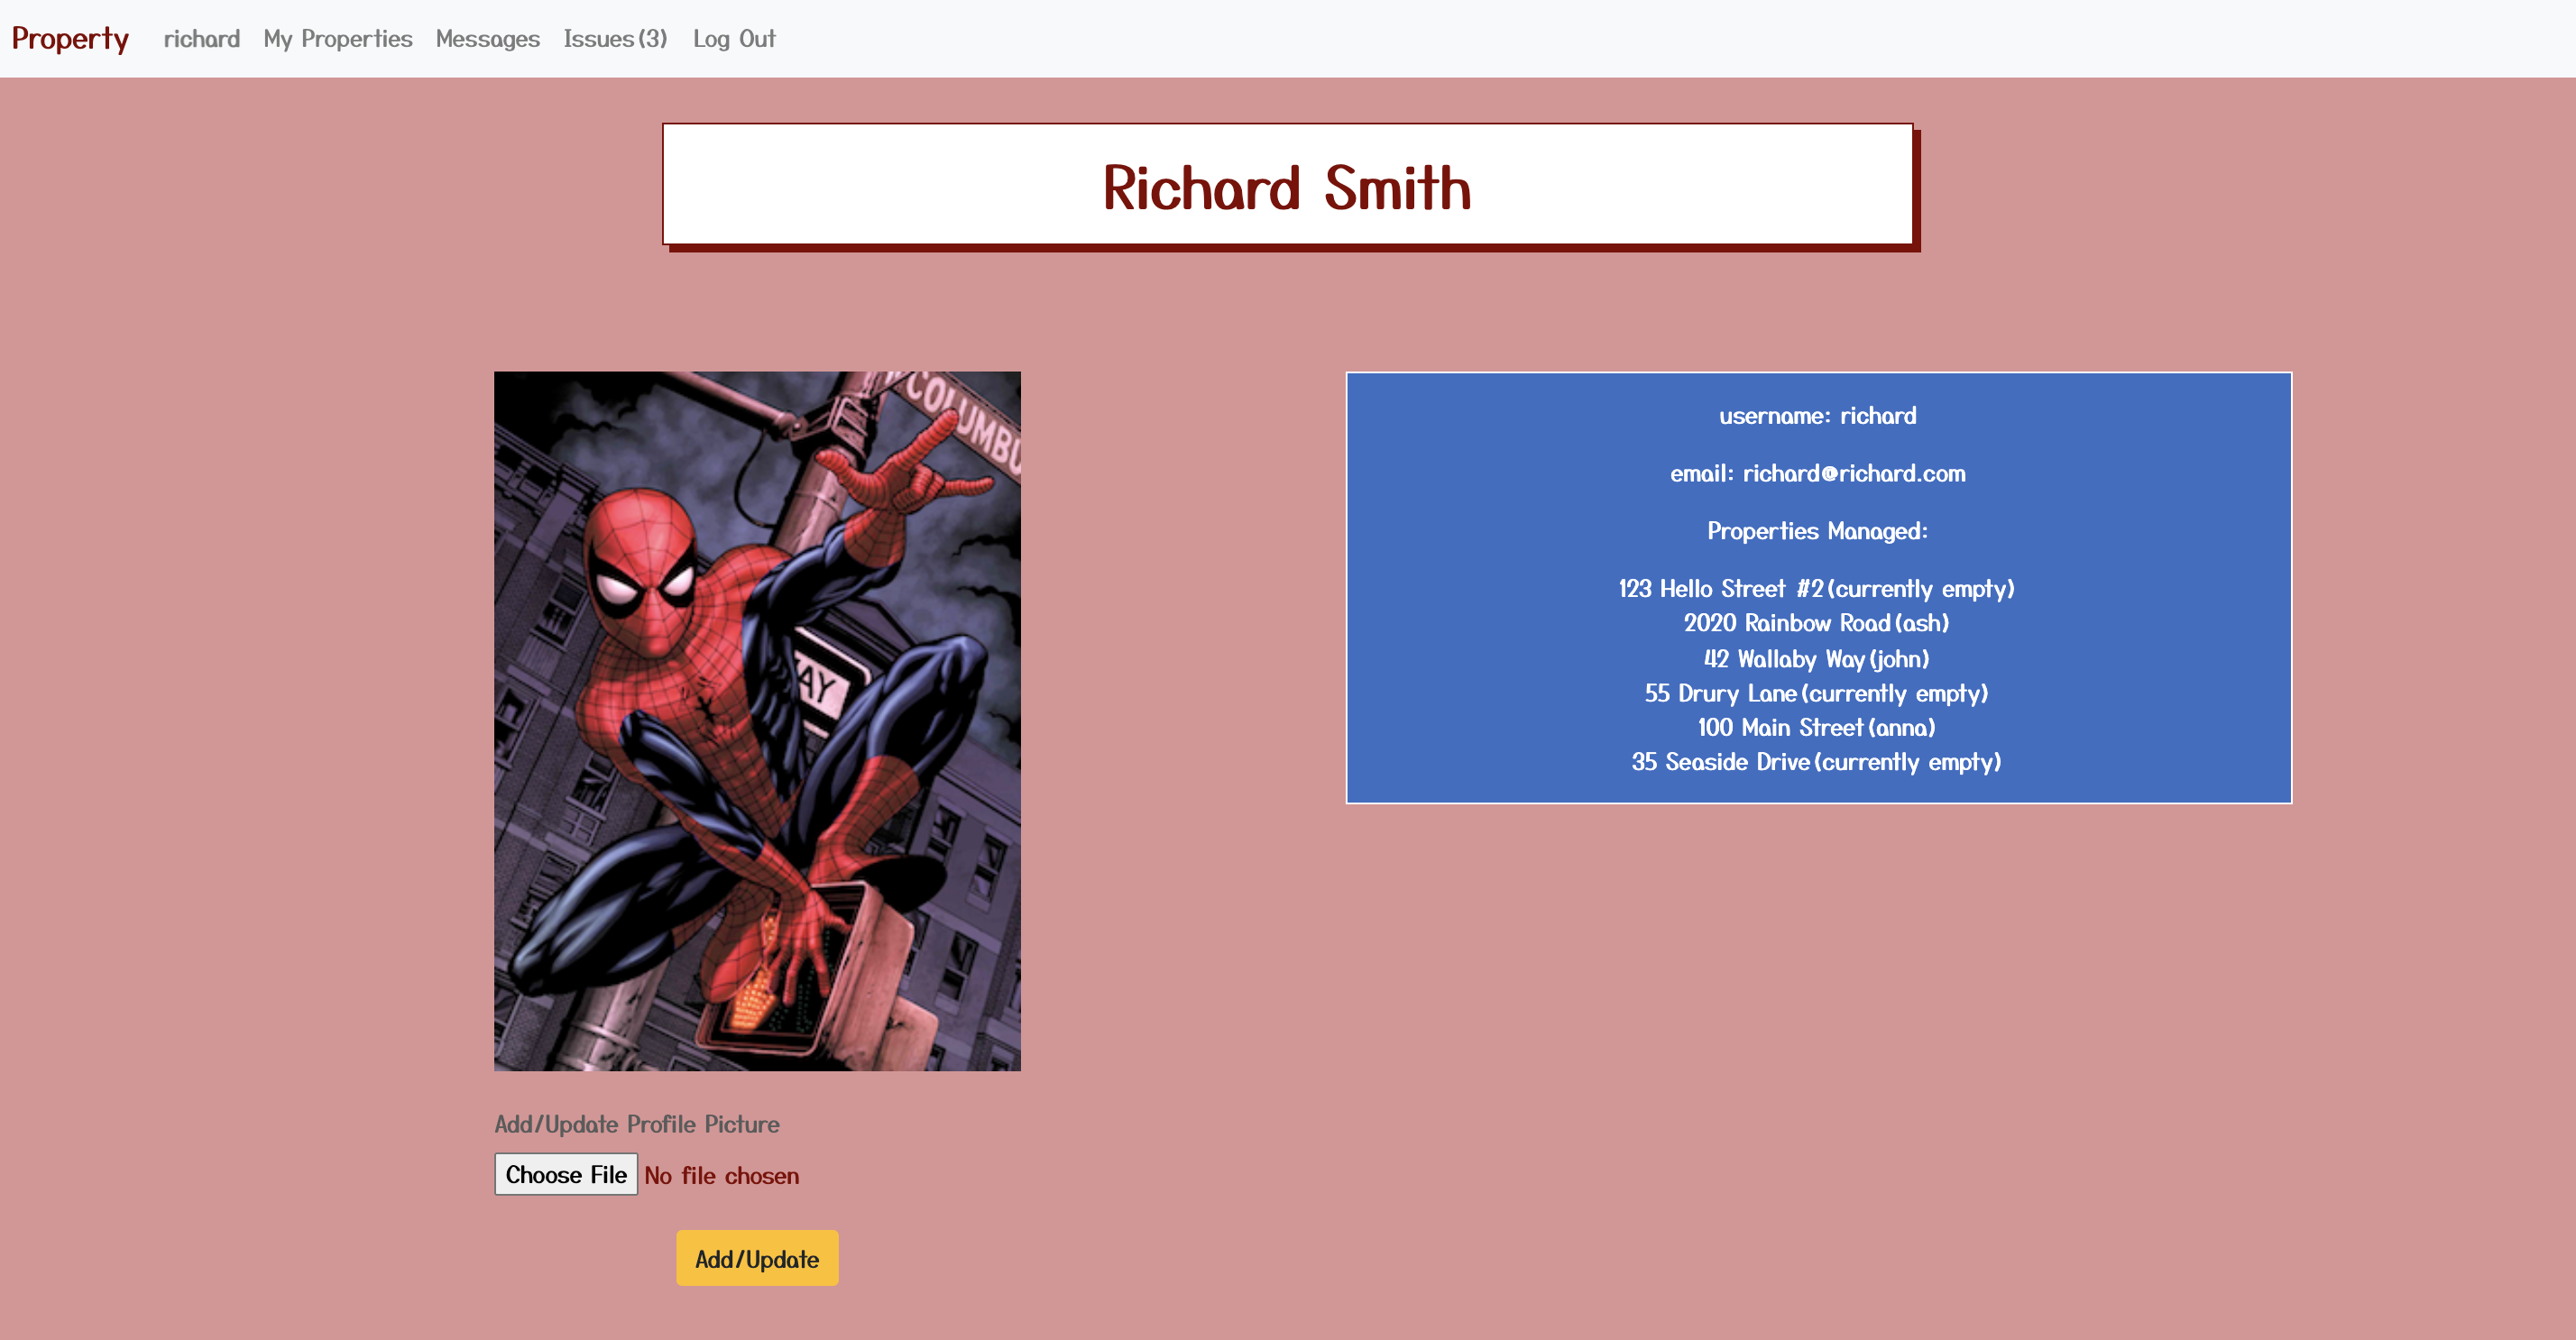 Property richard My Properties Messages Issues(3) Log Out
Richard Smith
COLUMBU
AY
Add/Update Profile Picture
Choose File No file chosen
Add/Update
username: richard
email: richard@richard.com
Properties Managed:
123 Hello Street #2(currently empty)
2020 Rainbow Road(ash)
42 Wallaby Way(john)
55 Drury Lane(currently empty)
100 Main Street(anna)
35 Seaside Drive(currently empty)